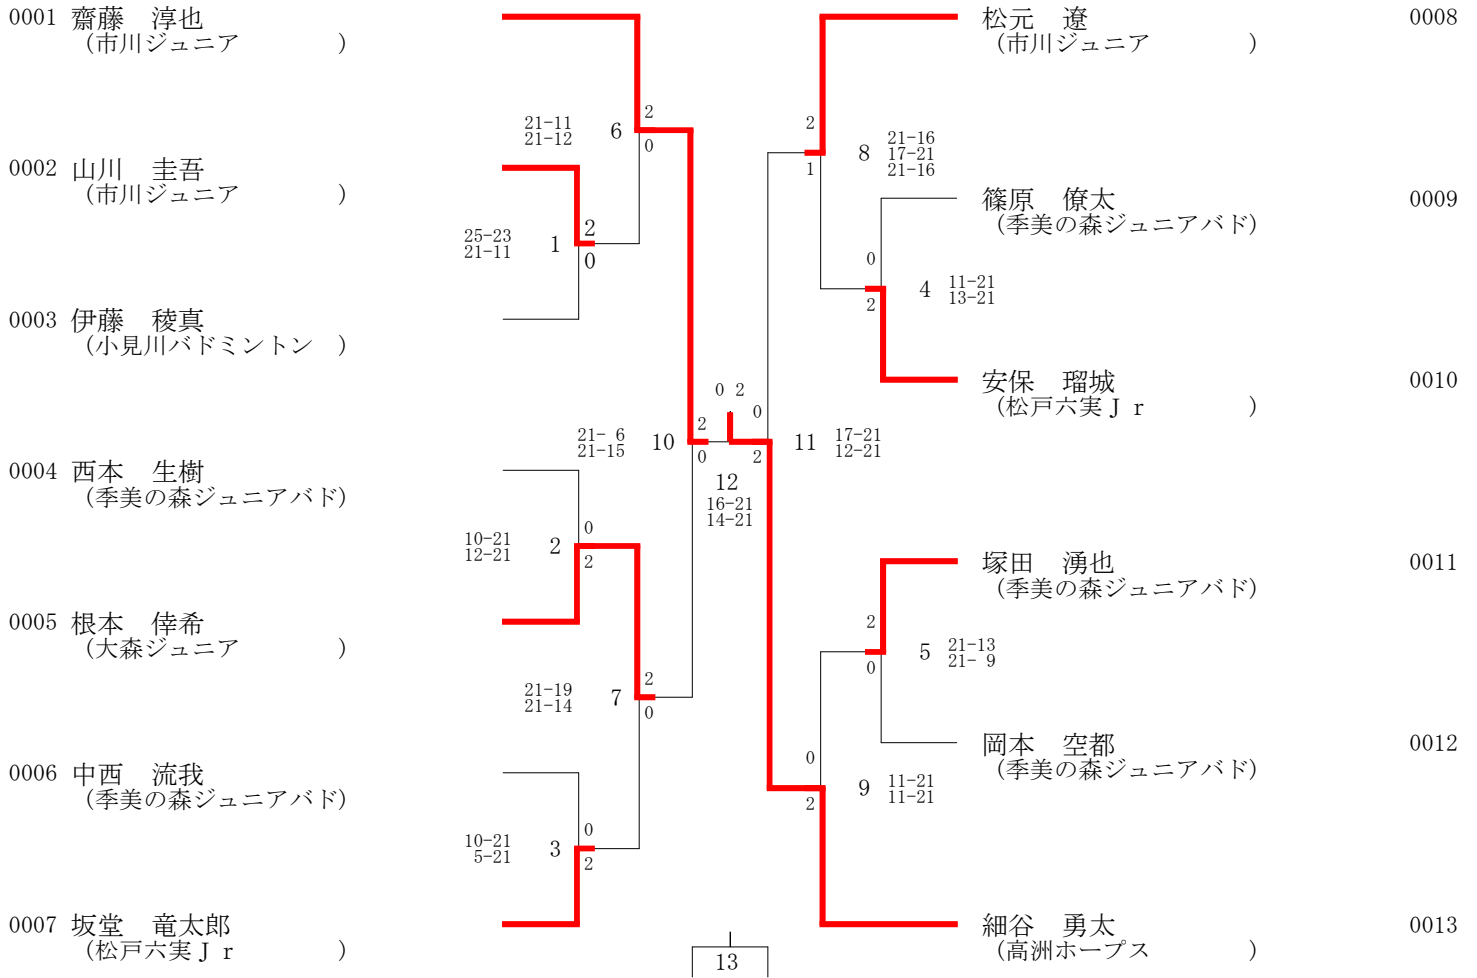 0001 齋藤　淳也
（市川ジュニア　　　　）
0002 山川　圭吾
（市川ジュニア　　　　）
0003 伊藤　稜真
（小見川バドミントン　）
0004 西本　生樹
（季美の森ジュニアバド）
0005 根本　倖希
（大森ジュニア　　　　）
0006 中西　流我
（季美の森ジュニアバド）
0007 坂堂　竜太郎
（松戸六実Ｊｒ　　　　）
21-11
21-12
6
2
0
25-23
21-11
1
2
0
10-21
12-21
2
0
2
21-19
21-14
7
2
0
10-21
5-21
3
0
2
21- 6
21-15
10
2
0
0 2
12
16-21
14-21
13
0
2
11
17-21
12-21
2
1
8
21-16
17-21
21-16
0
2
4
11-21
13-21
2
0
5
21-13
21- 9
0
2
9
11-21
11-21
松元　遼 0008
（市川ジュニア　　　　）
篠原　僚太 0009
（季美の森ジュニアバド）
安保　瑠城 0010
（松戸六実Ｊｒ　　　　）
塚田　湧也 0011
（季美の森ジュニアバド）
岡本　空都 0012
（季美の森ジュニアバド）
細谷　勇太 0013
（高洲ホープス　　　　）